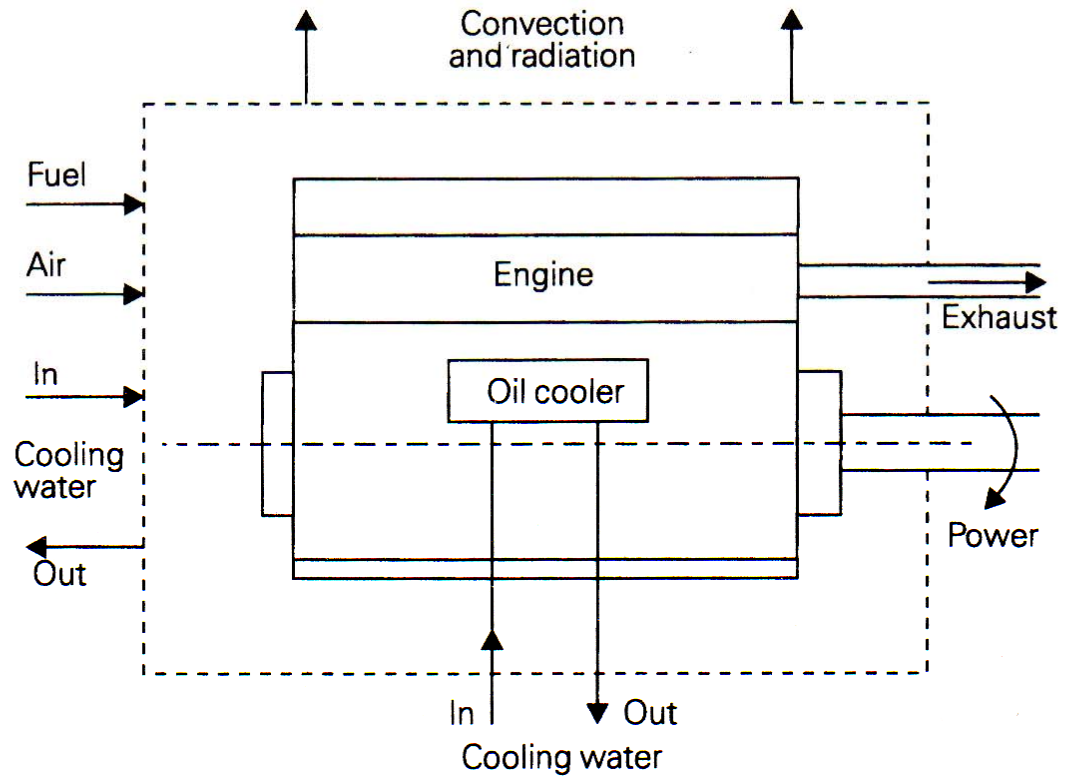 Convection
and radiation
Fuel
Air
Engine
Exhaust
In
Oil cooler
Cooling
water
Power
Out
In
Out
Cooling water